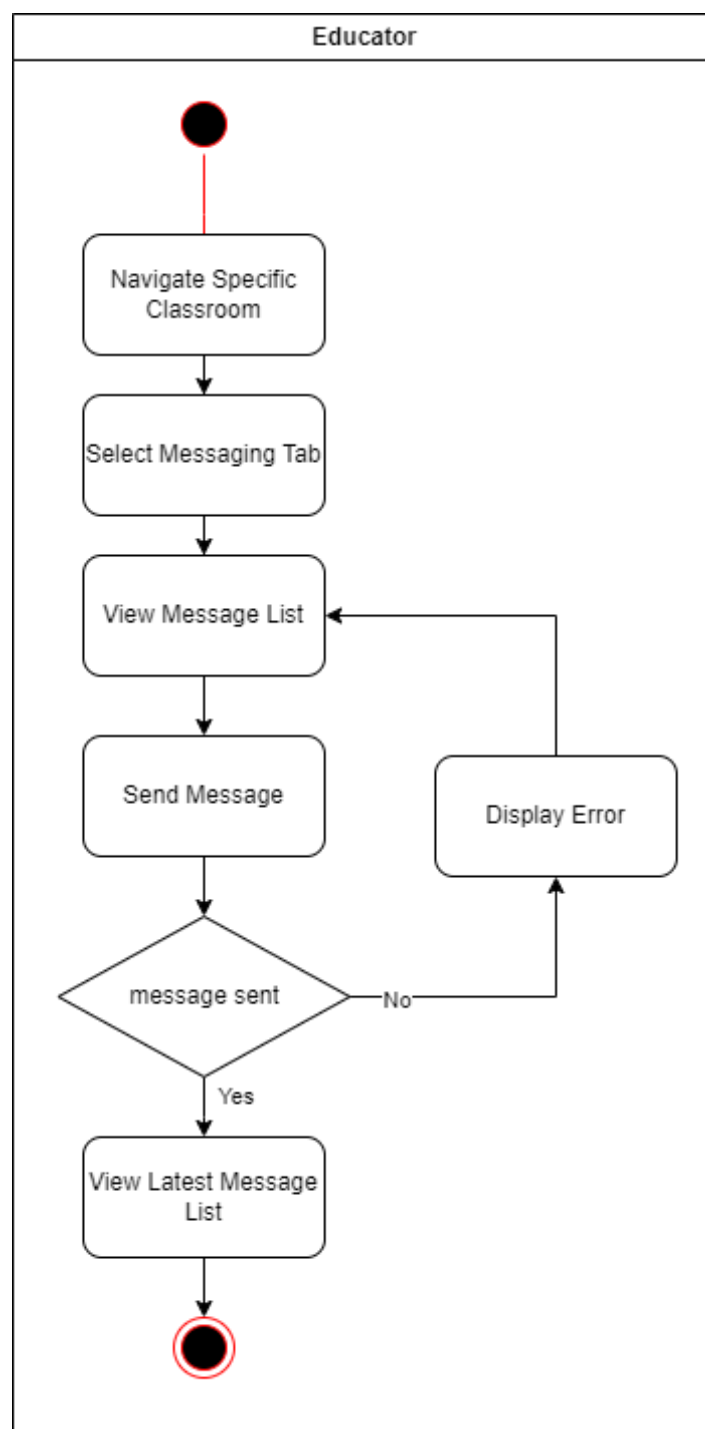 Educator
Navigate Specific
Classroom
Select Messaging Tab
View Message List
Send Message
Display Error
message sent
No
Yes
View Latest Message
List